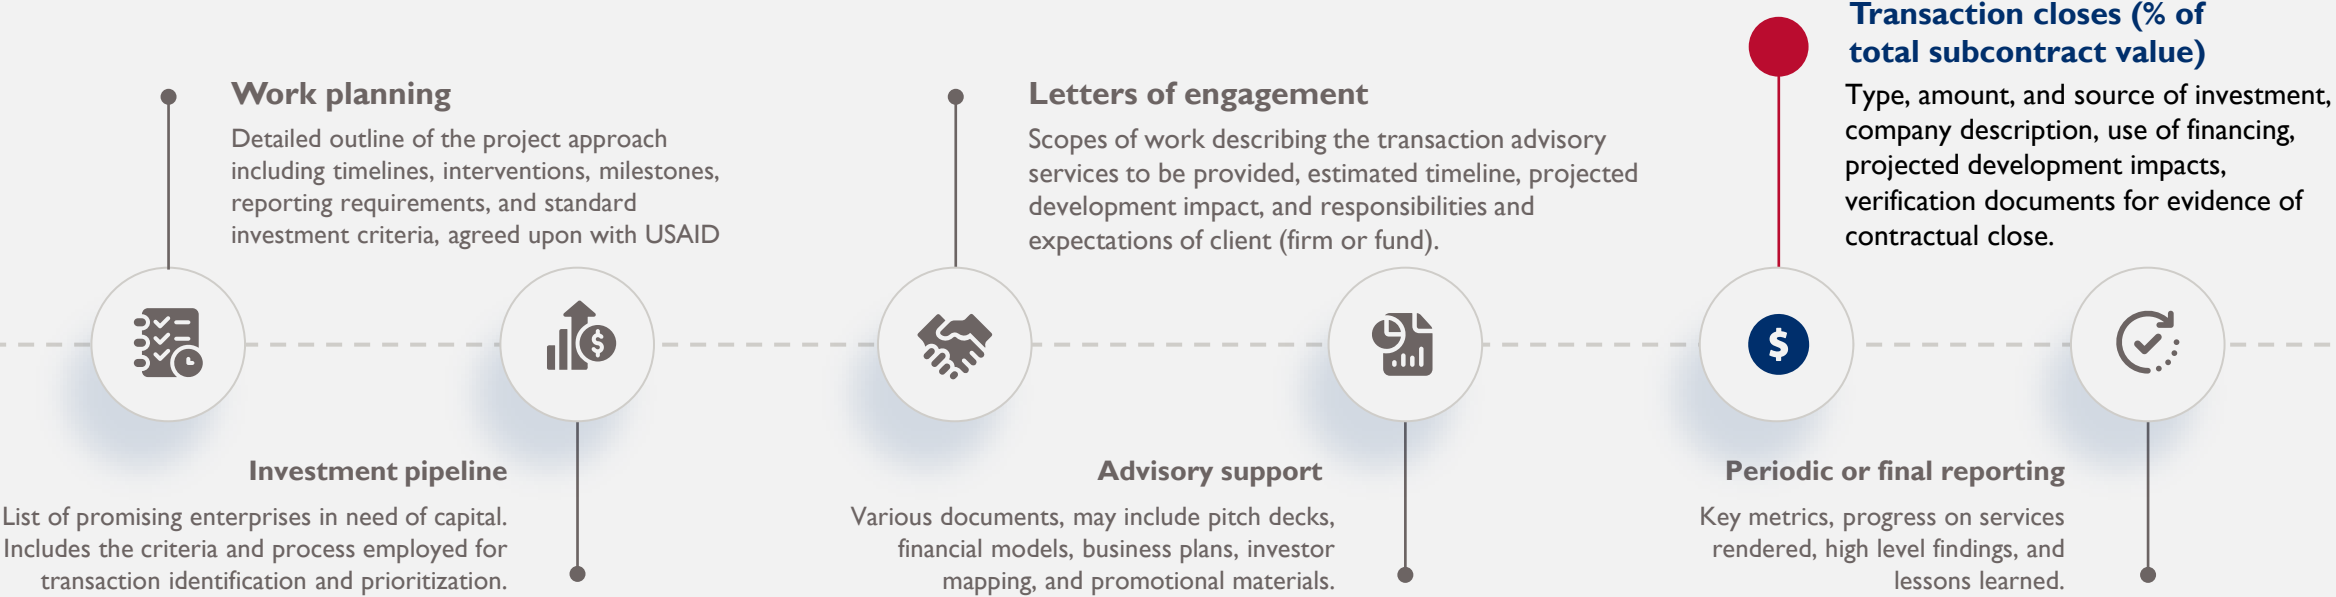 Work planning
Detailed outline of the project approach
including timelines, interventions, milestones,
reporting requirements, and standard
investment criteria, agreed upon with USAID
Investment pipeline
List of promising enterprises in need of capital.
Includes the criteria and process employed for
transaction identification and prioritization.
Letters of engagement
Scopes of work describing the transaction advisory
services to be provided, estimated timeline, projected
development impact, and responsibilities and
expectations of client (firm or fund).
Advisory support
Various documents, may include pitch decks,
financial models, business plans, investor
mapping, and promotional materials.
Transaction closes (% of
total subcontract value)
Type, amount, and source of investment,
company description, use of financing,
projected development impacts,
verification documents for evidence of
contractual close.
$
$
Periodic or final reporting
Key metrics, progress on services
rendered, high level findings, and
lessons learned.